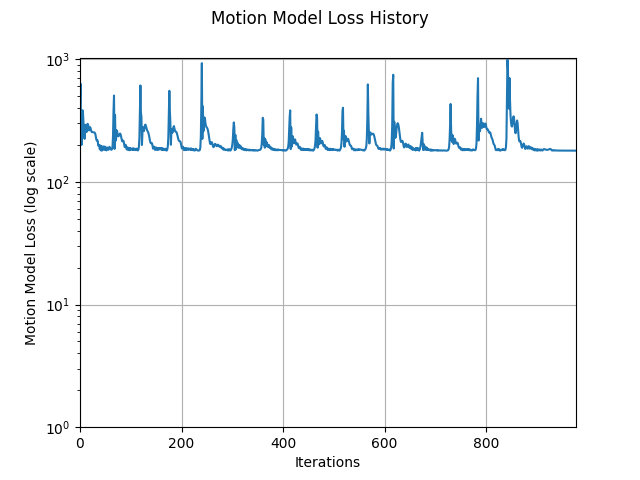 Motion Model Loss History
Motion Model Loss (log scale)
10³
10²
10¹
10⁰
0 200 400 600 800
Iterations